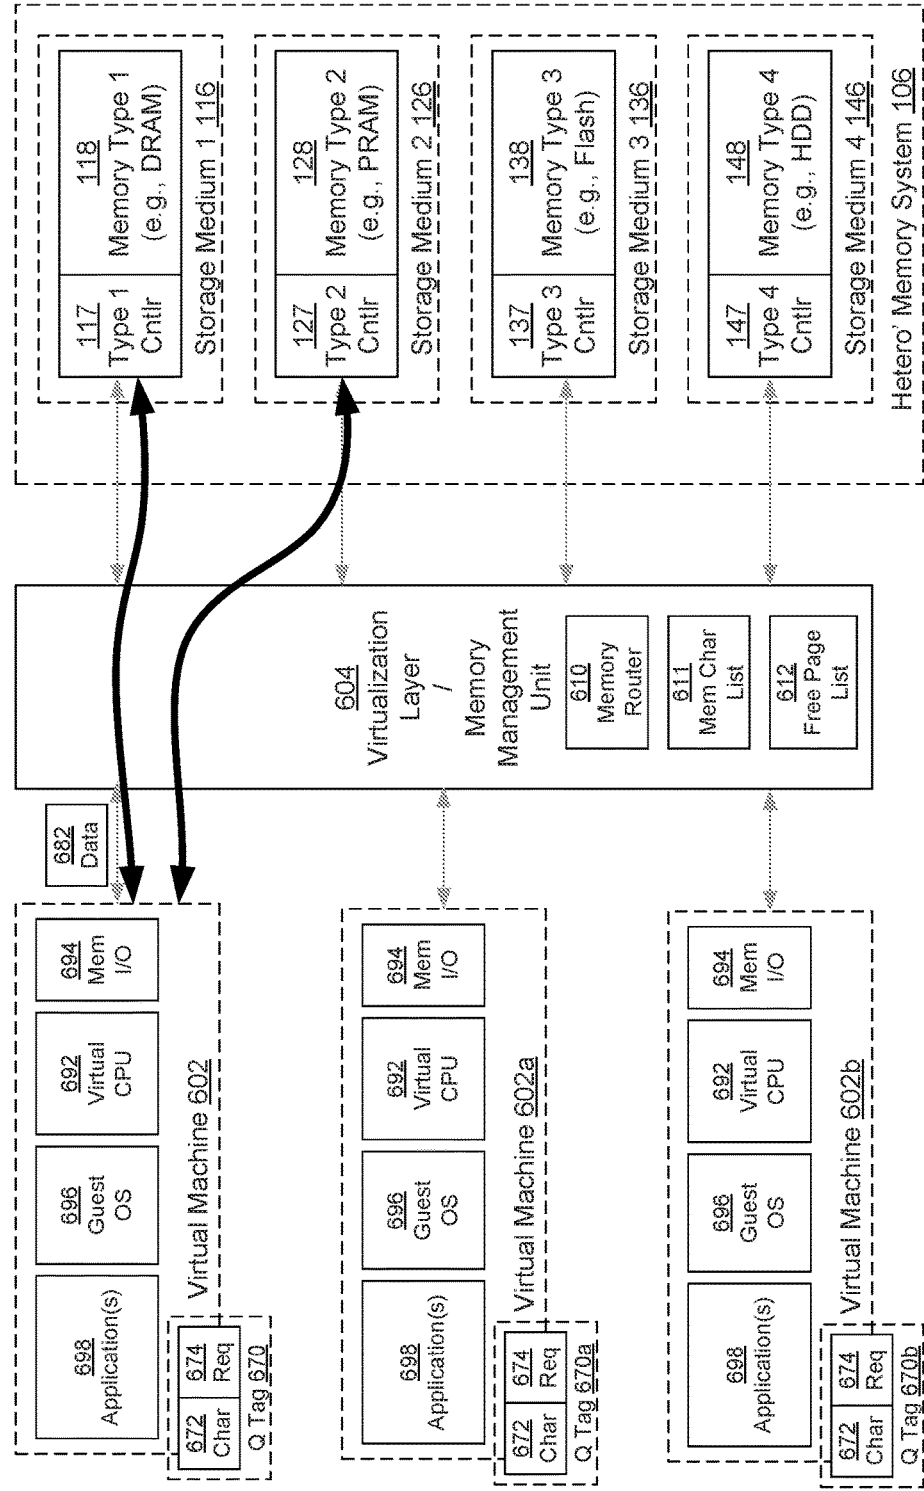 698
Application(s)
696
Guest
OS
692
Virtual
CPU
694
Mem
I/O
Virtual Machine 602
672
Char
674
Req
Q Tag 670
682
Data
698
Application(s)
696
Guest
OS
692
Virtual
CPU
694
Mem
I/O
Virtual Machine 602a
672
Char
674
Req
Q Tag 670a
698
Application(s)
696
Guest
OS
692
Virtual
CPU
694
Mem
I/O
Virtual Machine 602b
672
Char
674
Req
Q Tag 670b
604
Virtualization
Layer
/
Memory
Management
Unit
610
Memory
Router
611
Mem Char
List
612
Free Page
List
117
Type 1
Cntlr
118
Memory Type 1
(e.g., DRAM)
Storage Medium 1 116
127
Type 2
Cntlr
128
Memory Type 2
(e.g., PRAM)
Storage Medium 2 126
137
Type 3
Cntlr
138
Memory Type 3
(e.g., Flash)
Storage Medium 3 136
147
Type 4
Cntlr
148
Memory Type 4
(e.g., HDD)
Storage Medium 4 146
Hetero' Memory System 106